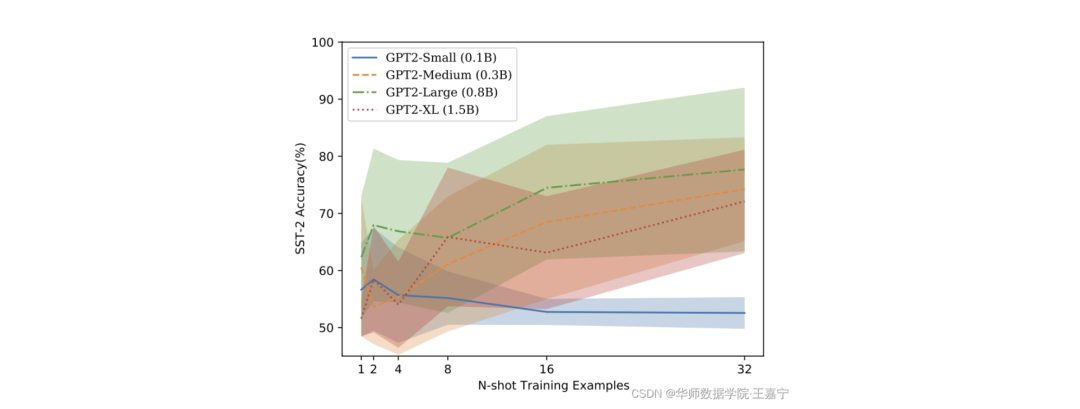 100
90
80
70
60
50
SST-2 Accuracy(%)
GPT2-Small (0.1B)
GPT2-Medium (0.3B)
GPT2-Large (0.8B)
GPT2-XL (1.5B)
1 2 4 8 16 32
N-shot Training Examples
CSDN @华师数据学院·王嘉宁